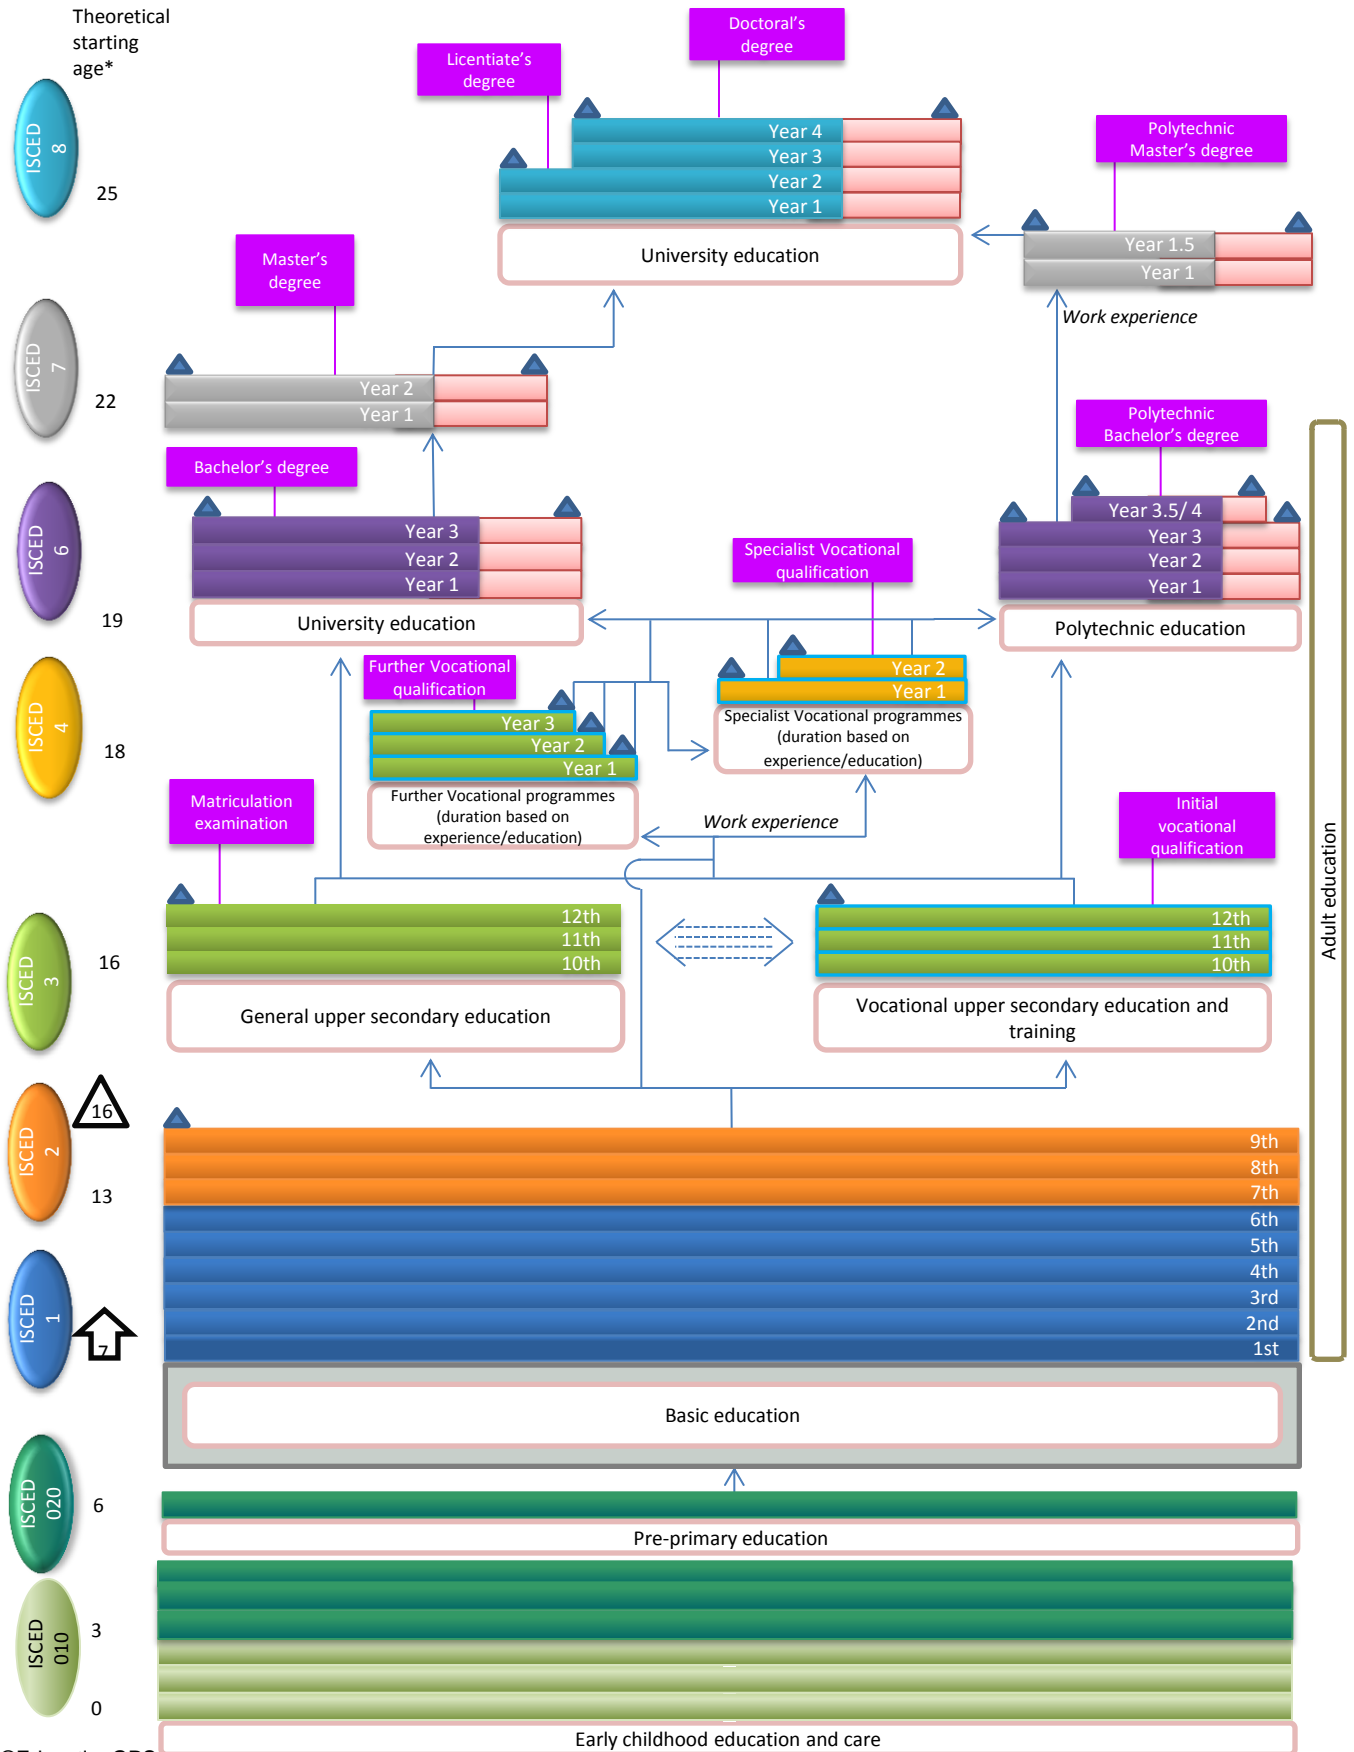 Theoretical
starting
age*
Doctoral's
degree
Licentiate's
degree
ISCED
8
25
Year 4
Year 3
Year 2
Year 1
University education
Polytechnic
Master's degree
Year 1.5
Year 1
Work experience
Master's
degree
ISCED
7
22
Year 2
Year 1
Polytechnic
Bachelor's degree
Bachelor's degree
ISCED
6
19
Year 3
Year 2
Year 1
University education
Specialist Vocational
qualification
Year 3.5/ 4
Year 3
Year 2
Year 1
Polytechnic education
ISCED
4
18
Further Vocational
qualification
Year 3
Year 2
Year 1
Further Vocational programmes
(duration based on
experience/education)
Year 2
Year 1
Specialist Vocational programmes
(duration based on
experience/education)
Work experience
Matriculation
examination
Initial
vocational
qualification
Adult education
ISCED
3
16
12th
11th
10th
General upper secondary education
12th
11th
10th
Vocational upper secondary education and
training
ISCED
2
16
13
9th
8th
7th
6th
5th
4th
3rd
2nd
1st
ISCED
1
7
Basic education
ISCED
020
6
Pre-primary education
ISCED
010
3
0
Early childhood education and care